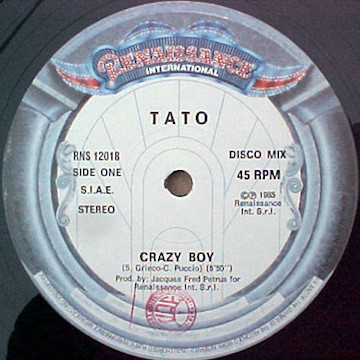 RENAISSANCE
INTERNATIONAL
TATO
RNS 12018
SIDE ONE
S.I.A.E.
STEREO
DISCO MIX
45 RPM
©℗ 1985
Renaissance
Int. S.r.l.
CRAZY BOY
(S. Grieco-C. Puccio) (6'50'')
Prod. by: Jacques Fred Petrus for
Renaissance Int. S.r.l.